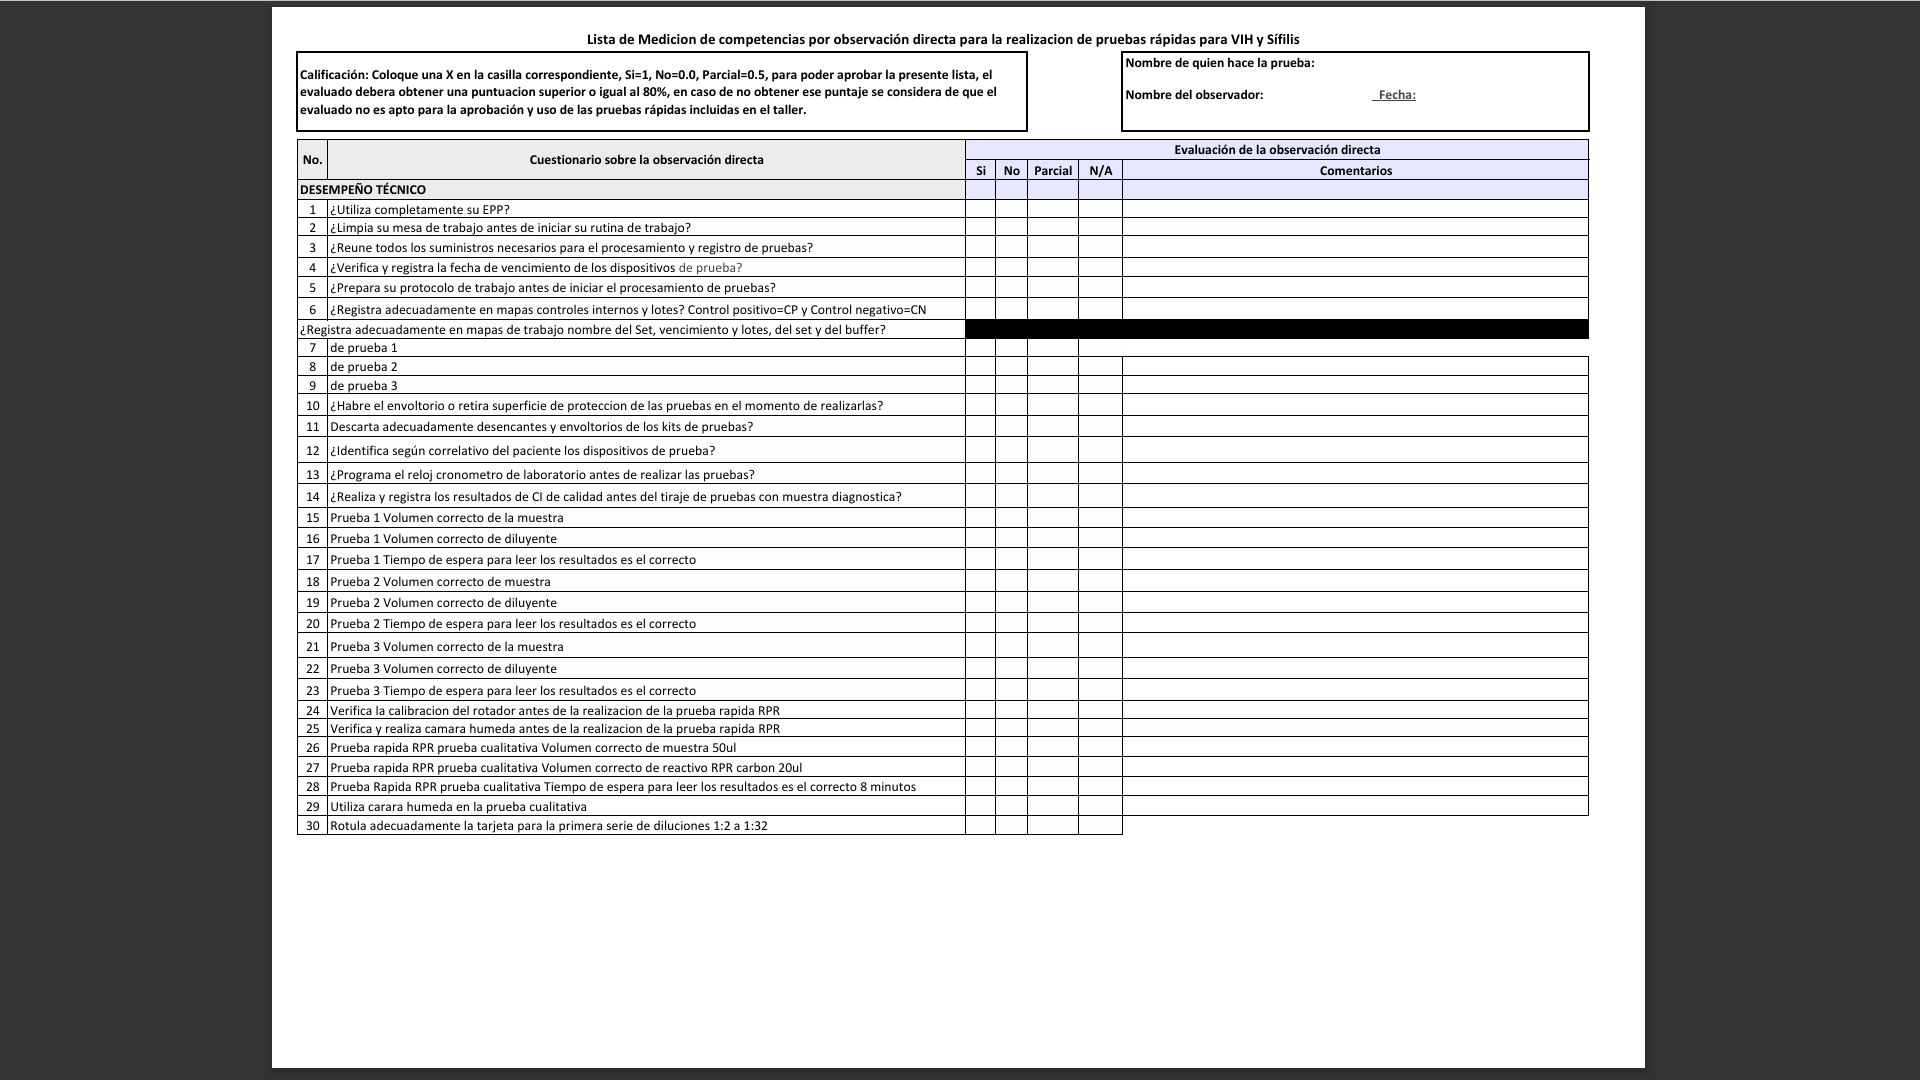 Lista de Medicion de competencias por observación directa para la realizacion de pruebas rápidas para VIH y Sífilis
Calificación: Coloque una X en la casilla correspondiente, Si=1, No=0.0, Parcial=0.5, para poder aprobar la presente lista, el
evaluado debera obtener una puntuacion superior o igual al 80%, en caso de no obtener ese puntaje se considera de que el
evaluado no es apto para la aprobación y uso de las pruebas rápidas incluidas en el taller.
Nombre de quien hace la prueba:
Nombre del observador: Fecha:
No. Cuestionario sobre la observación directa Evaluación de la observación directa
Si No Parcial N/A Comentarios
DESEMPEÑO TÉCNICO
1 ¿Utiliza completamente su EPP?
2 ¿Limpia su mesa de trabajo antes de iniciar su rutina de trabajo?
3 ¿Reune todos los suministros necesarios para el procesamiento y registro de pruebas?
4 ¿Verifica y registra la fecha de vencimiento de los dispositivos de prueba?
5 ¿Prepara su protocolo de trabajo antes de iniciar el procesamiento de pruebas?
6 ¿Registra adecuadamente en mapas controles internos y lotes? Control positivo=CP y Control negativo=CN
¿Registra adecuadamente en mapas de trabajo nombre del Set, vencimiento y lotes, del set y del buffer?
7 de prueba 1
8 de prueba 2
9 de prueba 3
10 ¿Habre el envoltorio o retira superficie de proteccion de las pruebas en el momento de realizarlas?
11 Descarta adecuadamente desencantes y envoltorios de los kits de pruebas?
12 ¿Identifica según correlativo del paciente los dispositivos de prueba?
13 ¿Programa el reloj cronometro de laboratorio antes de realizar las pruebas?
14 ¿Realiza y registra los resultados de CI de calidad antes del tiraje de pruebas con muestra diagnostica?
15 Prueba 1 Volumen correcto de la muestra
16 Prueba 1 Volumen correcto de diluyente
17 Prueba 1 Tiempo de espera para leer los resultados es el correcto
18 Prueba 2 Volumen correcto de muestra
19 Prueba 2 Volumen correcto de diluyente
20 Prueba 2 Tiempo de espera para leer los resultados es el correcto
21 Prueba 3 Volumen correcto de la muestra
22 Prueba 3 Volumen correcto de diluyente
23 Prueba 3 Tiempo de espera para leer los resultados es el correcto
24 Verifica la calibracion del rotador antes de la realizacion de la prueba rapida RPR
25 Verifica y realiza camara humeda antes de la realizacion de la prueba rapida RPR
26 Prueba rapida RPR prueba cualitativa Volumen correcto de muestra 50ul
27 Prueba rapida RPR prueba cualitativa Volumen correcto de reactivo RPR carbon 20ul
28 Prueba Rapida RPR prueba cualitativa Tiempo de espera para leer los resultados es el correcto 8 minutos
29 Utiliza carara humeda en la prueba cualitativa
30 Rotula adecuadamente la tarjeta para la primera serie de diluciones 1:2 a 1:32